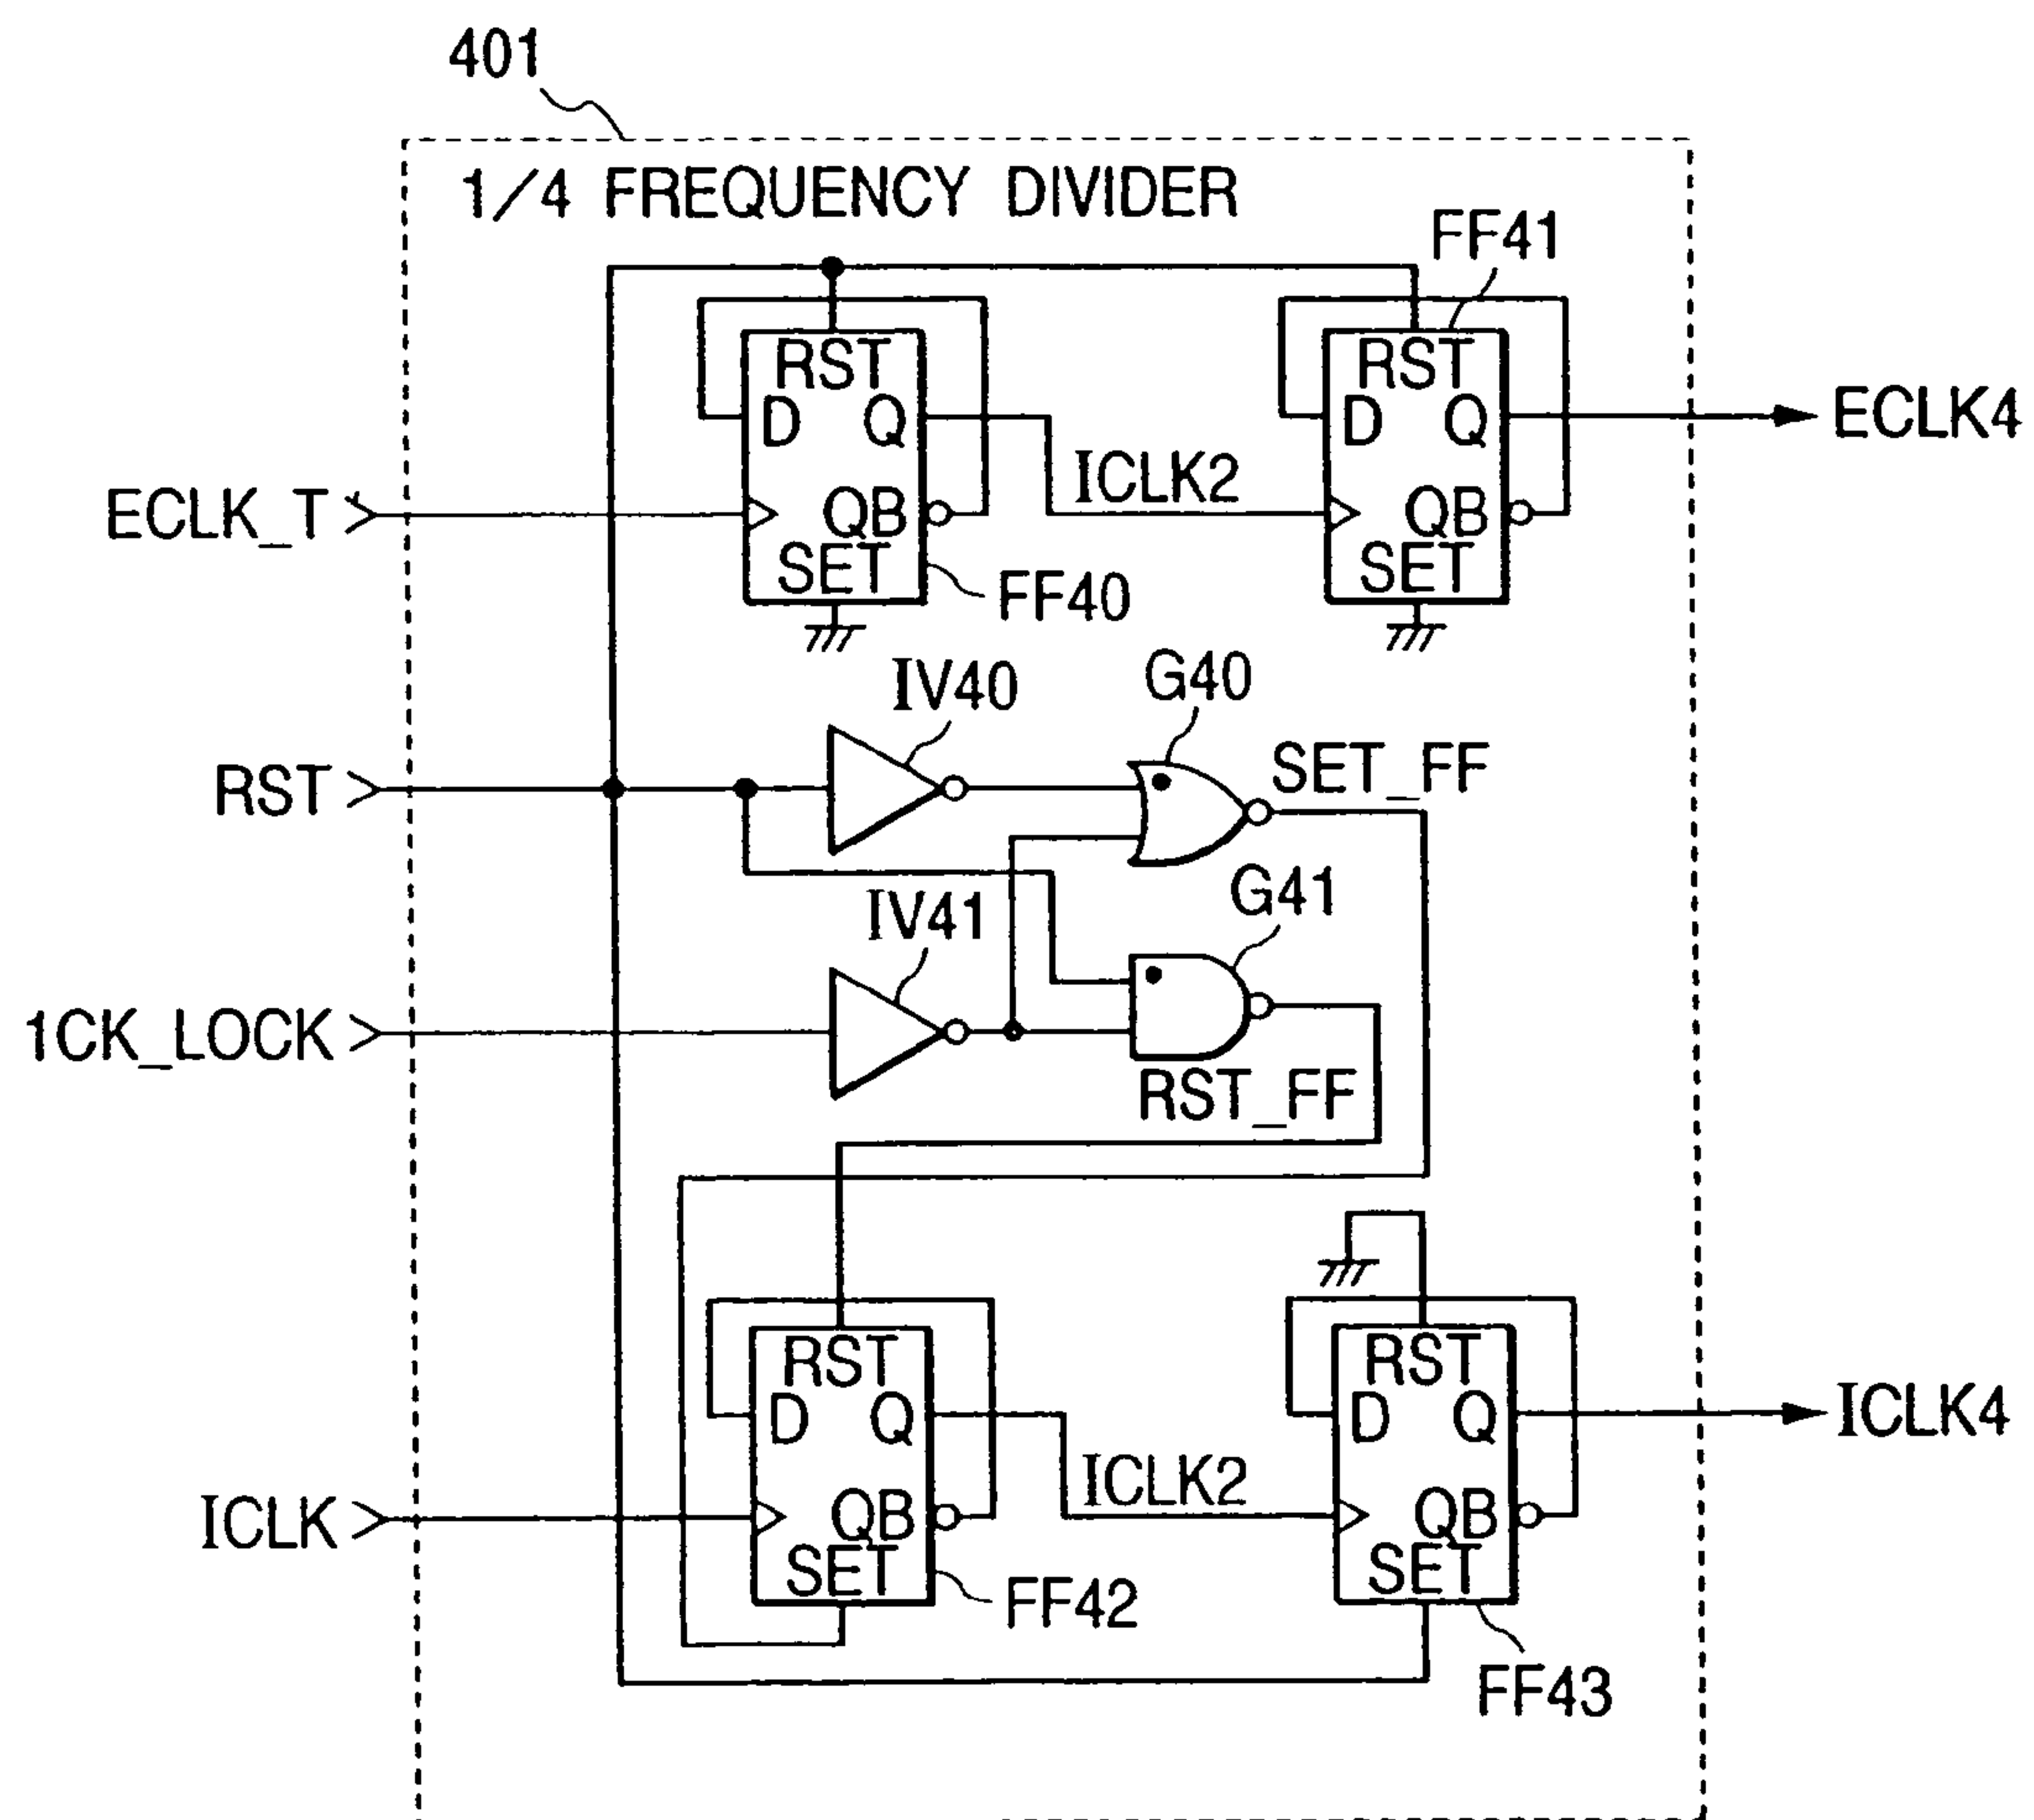 401
1/4 FREQUENCY DIVIDER
FF41
RST
D Q
QB
SET
FF40
ICLK2
RST
D Q
QB
SET
ECLK4
ECLK_T
IV40
G40
SET_FF
RST
IV41
G41
1CK_LOCK
RST_FF
RST
D Q
QB
SET
FF42
ICLK2
RST
D Q
QB
SET
FF43
ICLK4
ICLK